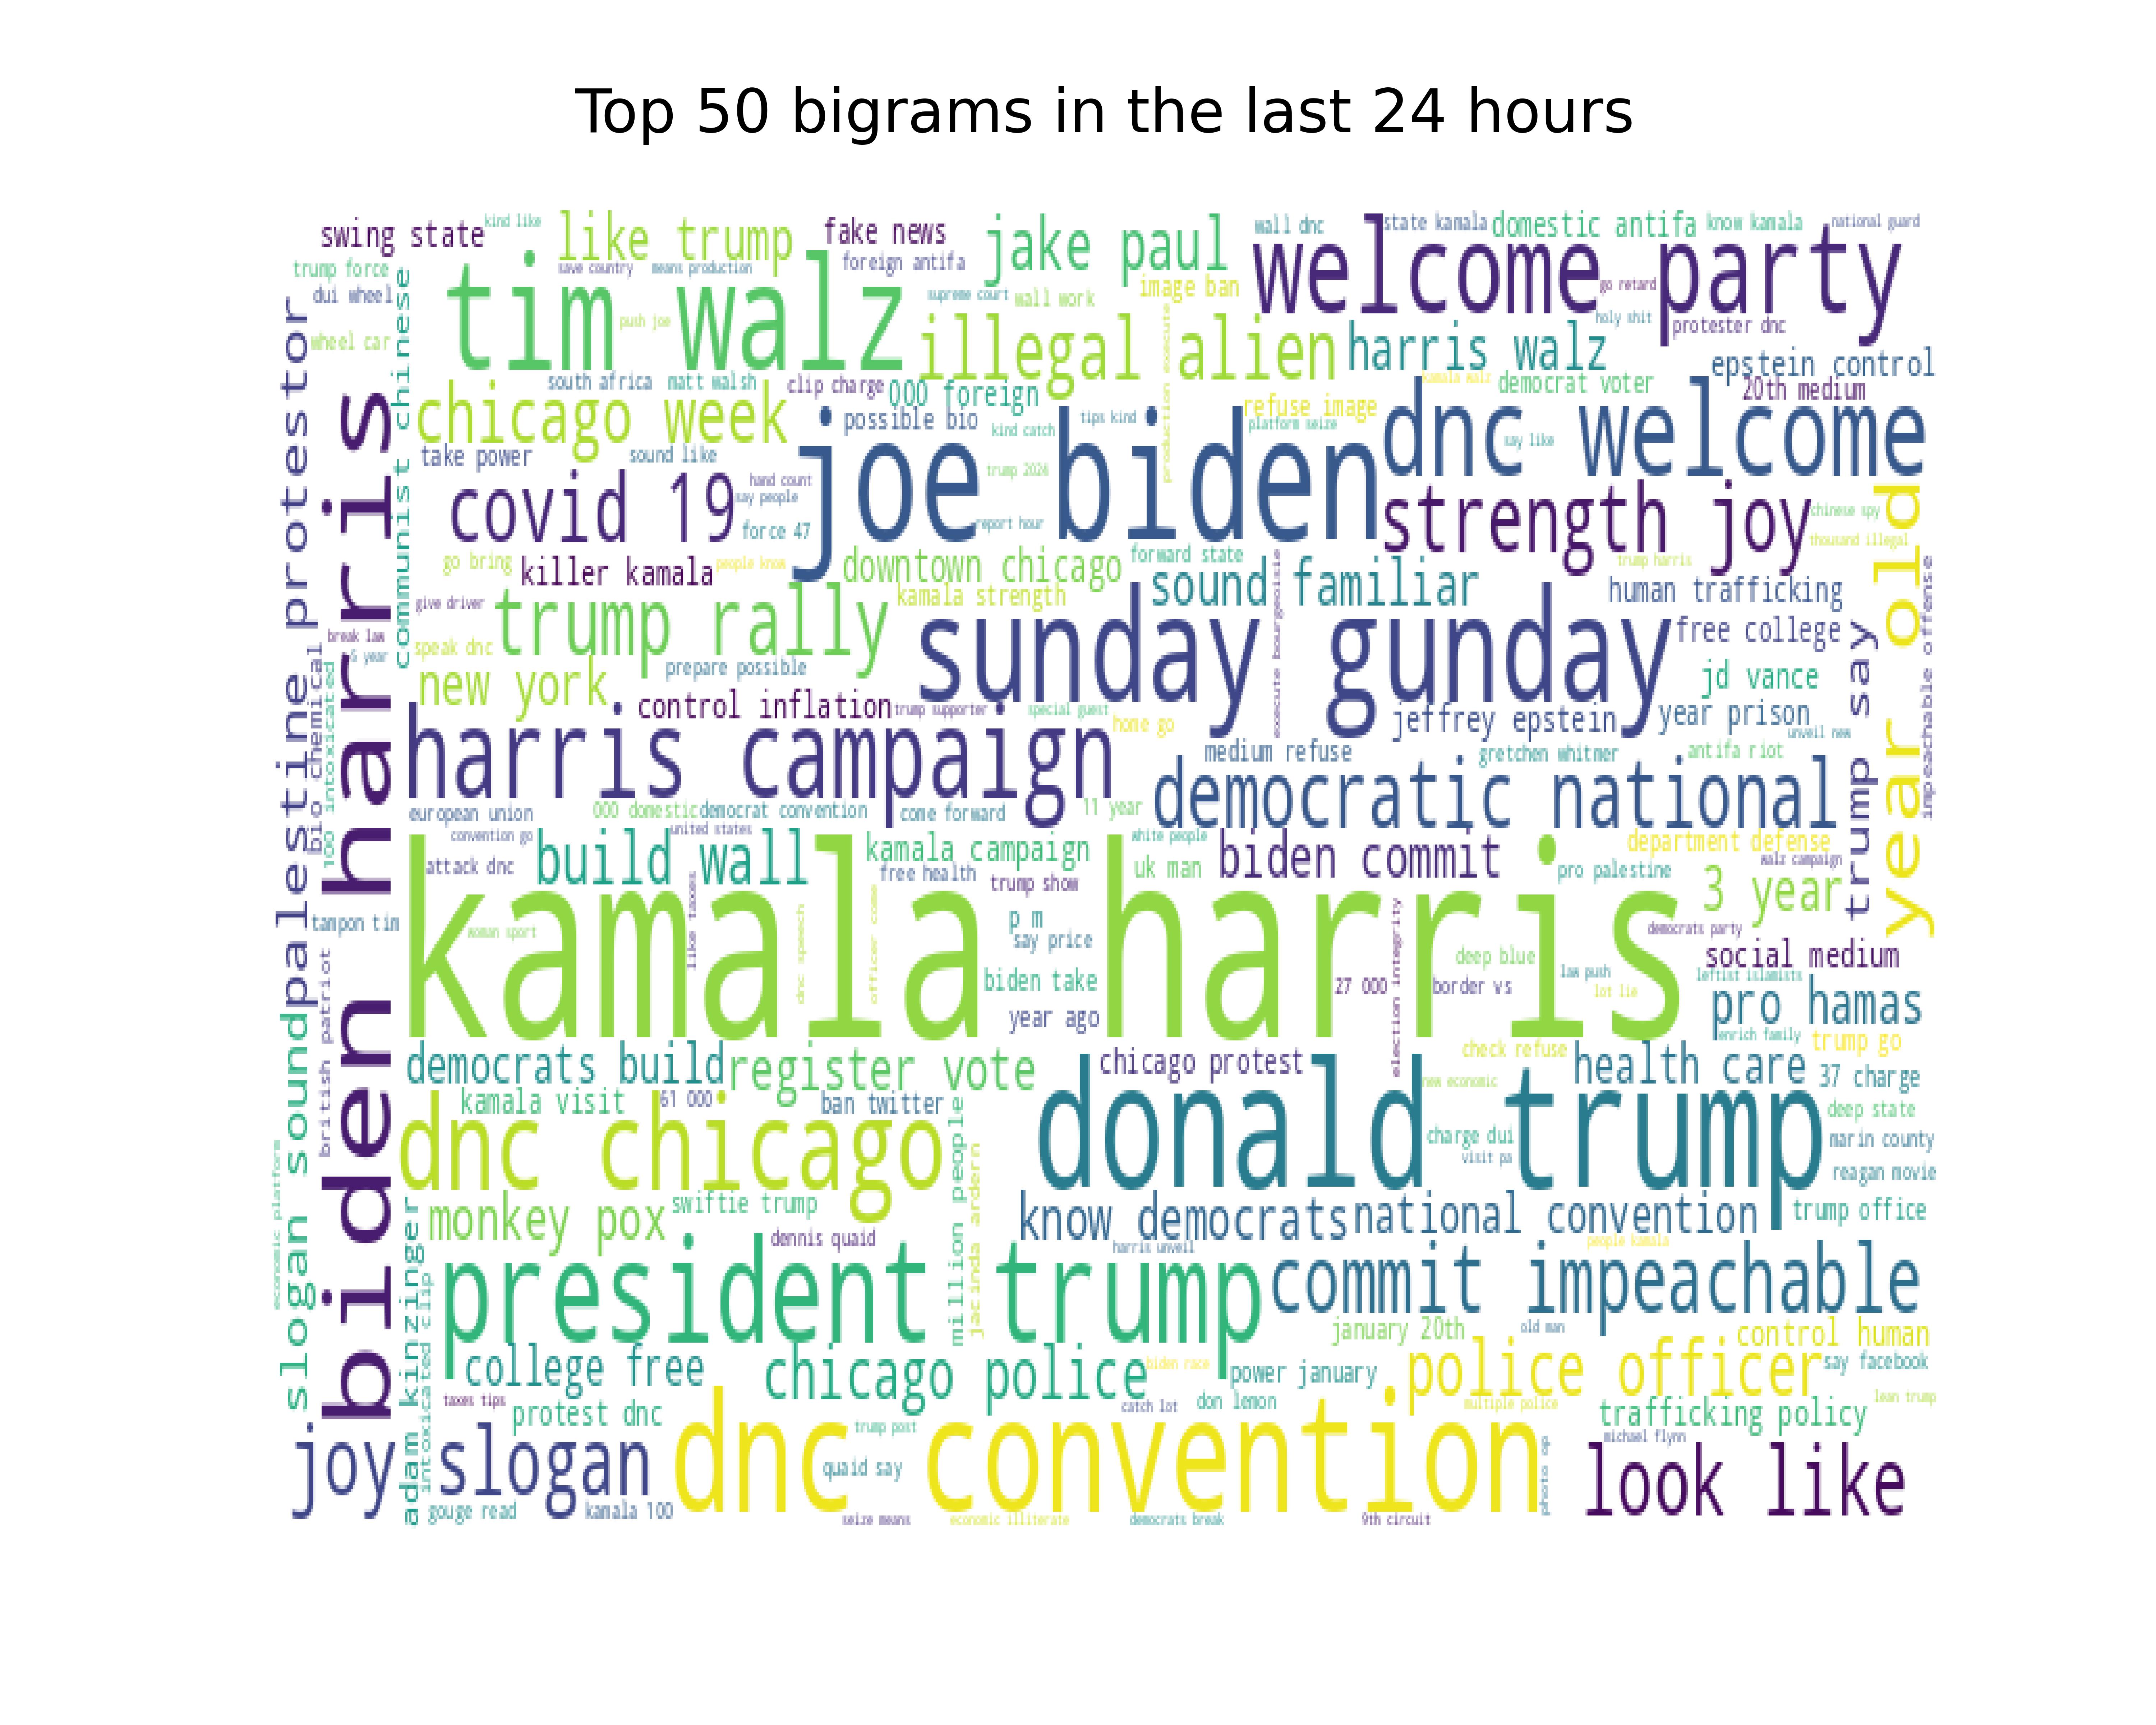 Top 50 bigrams in the last 24 hours
swing state
kind like
like trump
fake news
jake paul
wall dnc
welcome party
state kamala
domestic antifa
know kamala
national guard
trump force
dui wheel
wheel car
save country
means production
foreign antifa
tim walz
push joe
supreme court
wall work
image ban
go retard
holy shit
protester dnc
illegal alien
harris walz
epstein control
south africa
matt walsh
clip charge
000 foreign
production execute
kamala walz
democrat voter
20th medium
chicago week
possible bio
kind catch
tips kind
refuse image
platform seize
dnc welcome
say like
take power
sound like
joe biden
trump 2024
hand count
say people
covid 19
force 47
report hour
strength joy
chinese spy
thousand illegal
year old
communist chinese
palestine protestor
go bring
killer kamala
people know
downtown chicago
forward state
sound familiar
trump harris
human trafficking
impeachable offense
give driver
trump rally
kamala strength
execute bourgeoisie
break law
speak dnc
prepare possible
sunday gunday
free college
trump say
jd vance
new york
control inflation
trump supporter
special guest
home go
jeffrey epstein
year prison
unveil new
bio chemical
100 intoxicated
harris campaign
medium refuse
gretchen whitmer
antifa riot
democratic national
european union
000 domestic
democrat convention
come forward
11 year
convention go
united states
attack dnc
build wall
kamala campaign
free health
trump show
white people
uk man
biden commit
department defense
walz campaign
pro palestine
3 year
tampon tim
woman sport
like taxes
dnc speech
officer come
p m
say price
biden take
year ago
kamala harris
27 000
election integrity
border vs
deep blue
law push
lot lie
democrats party
social medium
leftist islamists
pro hamas
enrich family
trump go
biden harris
british patriot
slogan sound
democrats build
register vote
chicago protest
check refuse
new economic
health care
37 charge
deep state
kamala visit
61 000
ban twitter
million people
jacinda ardern
donald trump
charge dui
visit pa
marin county
reagan movie
dnc chicago
economic platform
monkey pox
swiftie trump
dennis quaid
know democrats
harris unveil
national convention
people kamala
trump office
adam kinzinger
intoxicated clip
president trump
commit impeachable
january 20th
old man
control human
college free
chicago police
biden race
power january
police officer
say facebook
taxes tips
protest dnc
catch lot
don lemon
multiple police
trafficking policy
lean trump
joy slogan
trump post
quaid say
dnc convention
photo op
michael flynn
look like
gouge read
kamala 100
seize means
economic illiterate
democrats break
9th circuit